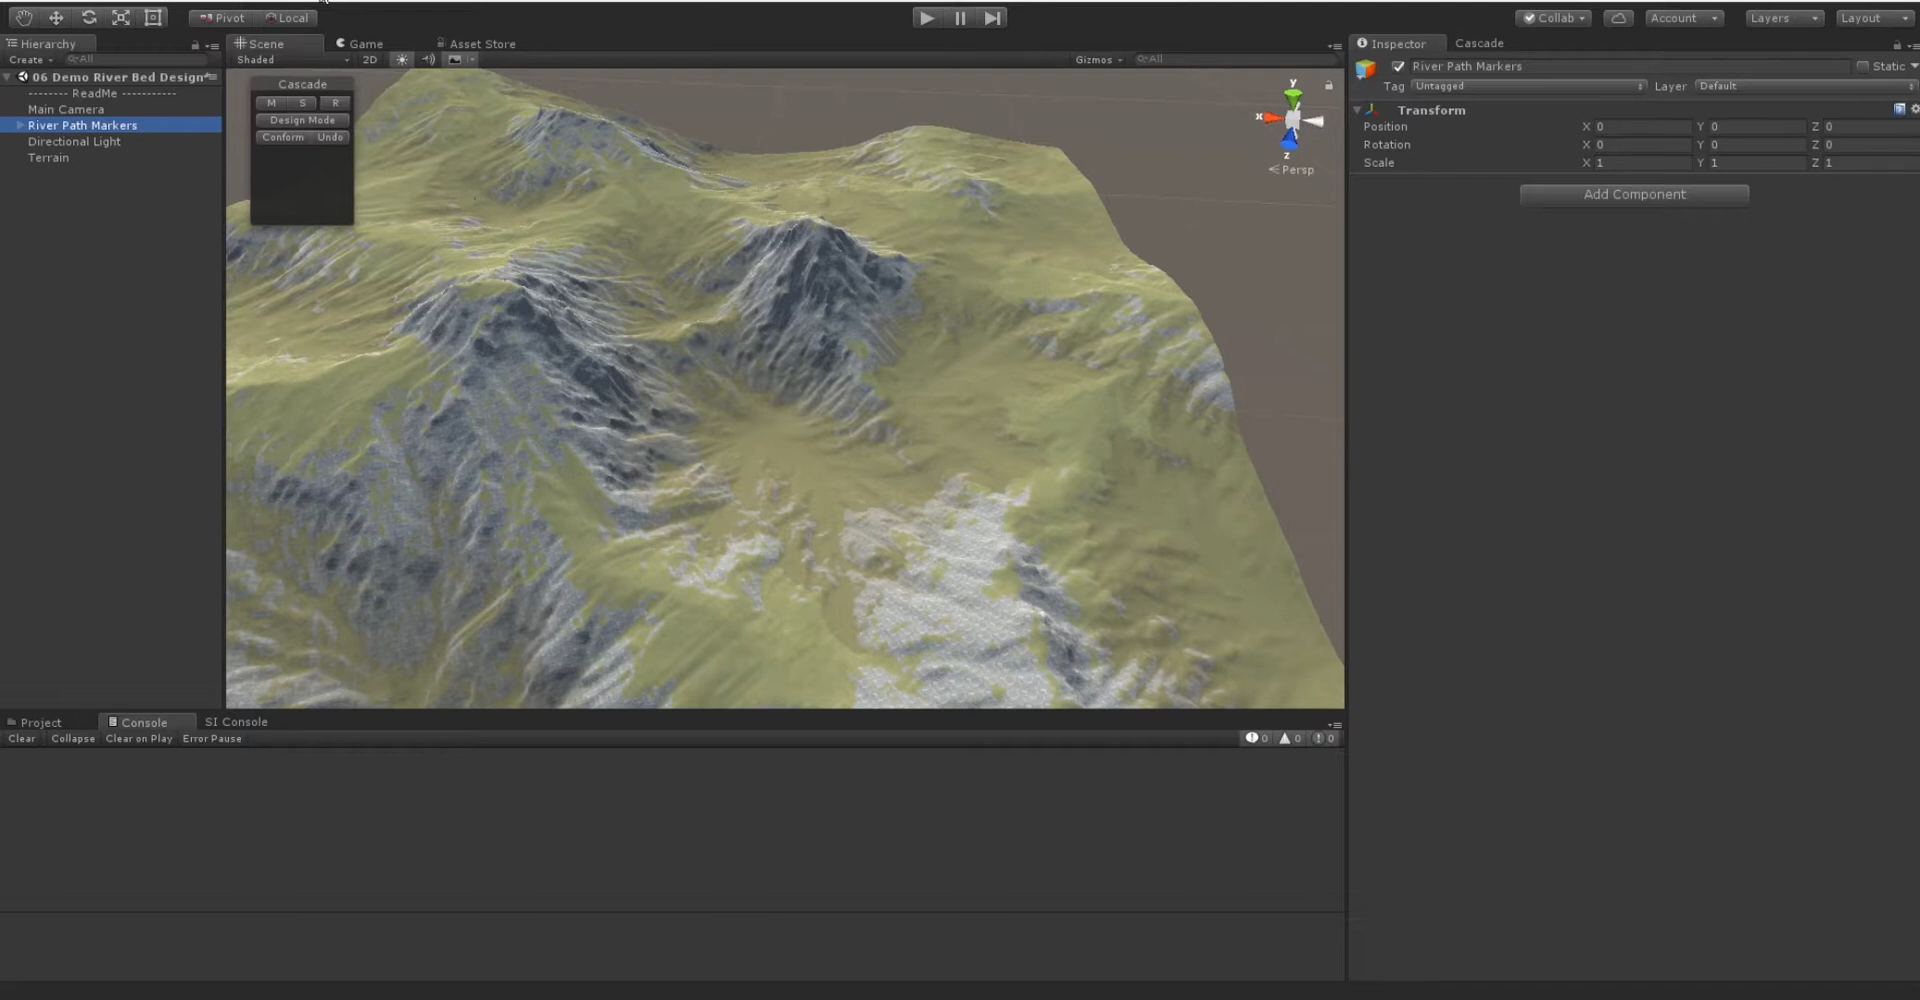 Pivot Local Collab Account Layers Layout
Hierarchy
Create All
06 Demo River Bed Design*
-------- ReadMe -----------
Main Camera
River Path Markers
Directional Light
Terrain
Scene Game Asset Store
Shaded 2D Gizmos All
Cascade
M S R
Design Mode
Conform Undo
y
x
z
Persp
Inspector Cascade
River Path Markers Static
Tag Untagged Layer Default
Transform
Position X 0 Y 0 Z 0
Rotation X 0 Y 0 Z 0
Scale X 1 Y 1 Z 1
Add Component
Project Console SI Console
Clear Collapse Clear on Play Error Pause 0 0 0